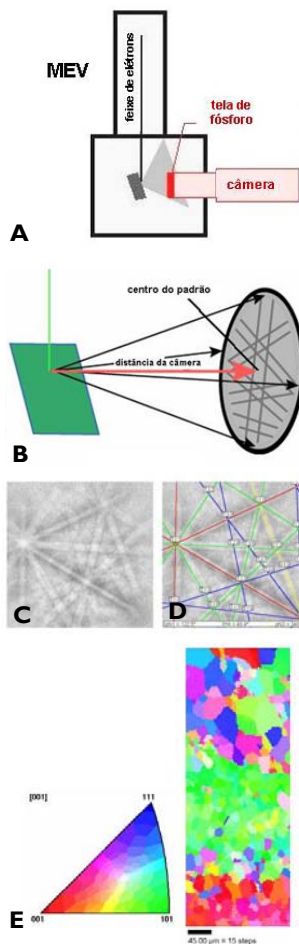 MEV
feixe de elétrons
tela de
fósforo
câmera
A
centro do padrão
distância da câmera
B
C
D
[001]
111
001
101
E
45.00 µm = 15 steps